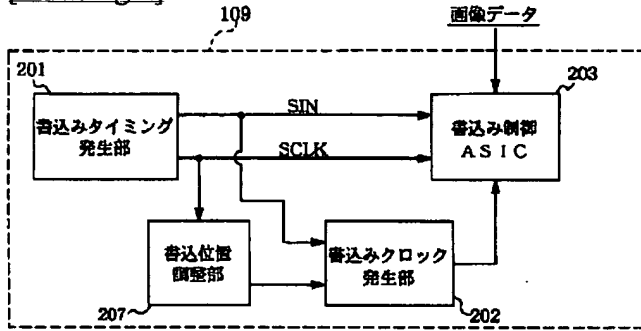 109
画像データ
201
203
書込みタイミング
発生部
SIN
SCLK
書込み制御
ASIC
書込位置
調整部
書込みクロック
発生部
207
202